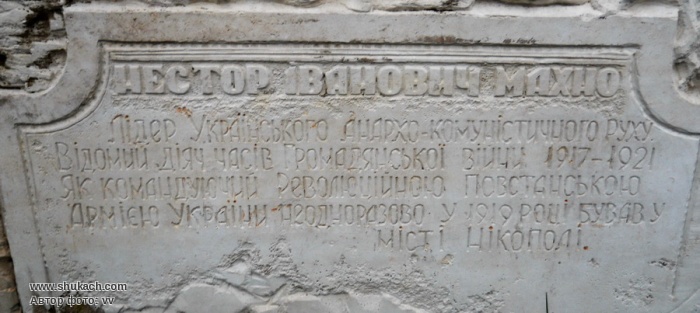 НЕСТОР ІВАНОВИЧ МАХНО
Лідер Українського Анархо-комуністичного Руху
Відомий діяч часів Громадянської війни 1917-1921
Як командуючий Революційною Повстанською
Армією України неодноразово у 1919 році бував у
місті Нікополі.
www.shukach.com
Автор фото: vv